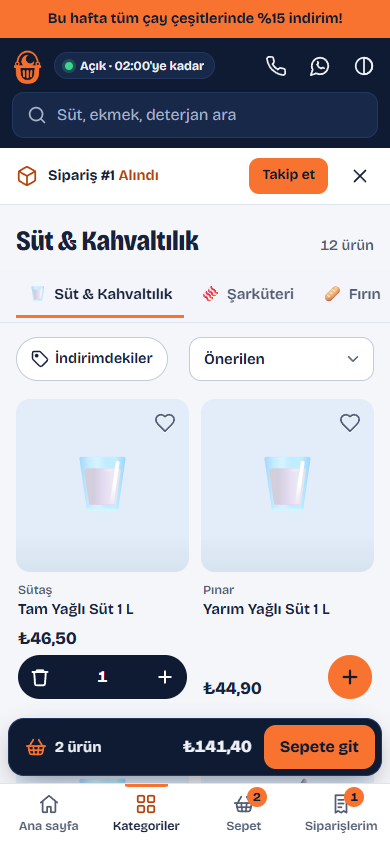 Bu hafta tüm çay çeşitlerinde %15 indirim!
Açık · 02:00'ye kadar
Süt, ekmek, deterjan ara
Sipariş #1 Alındı
Takip et
Süt & Kahvaltılık
12 ürün
Süt & Kahvaltılık
Şarküteri
Fırın
İndirimdekiler
Önerilen
Sütaş
Tam Yağlı Süt 1 L
₺46,50
1
Pınar
Yarım Yağlı Süt 1 L
₺44,90
2 ürün
₺141,40
Sepete git
Ana sayfa
Kategoriler
2
Sepet
1
Siparişlerim